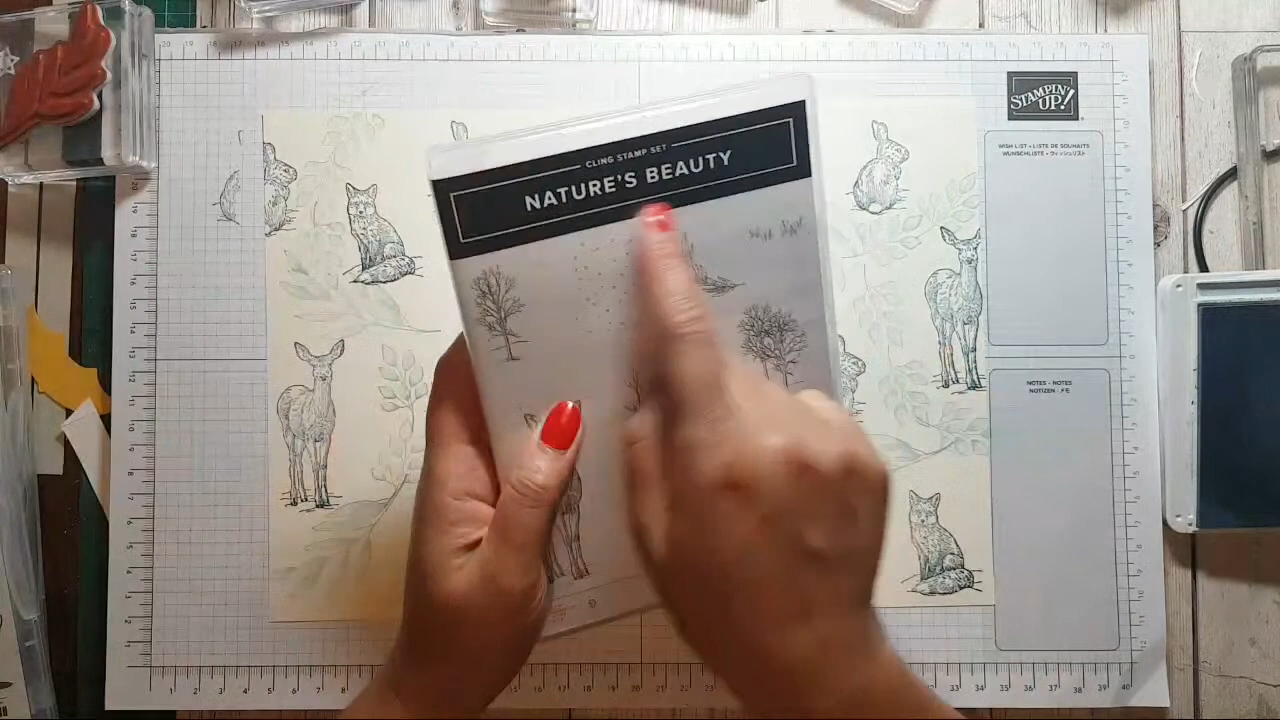 STAMPIN' UP!
CLING STAMP SET
NATURE'S BEAUTY
WISH LIST • LISTE DE SOUHAITS
WUNSCHLISTE • ウィッシュリスト
NOTES • NOTES
NOTIZEN • メモ